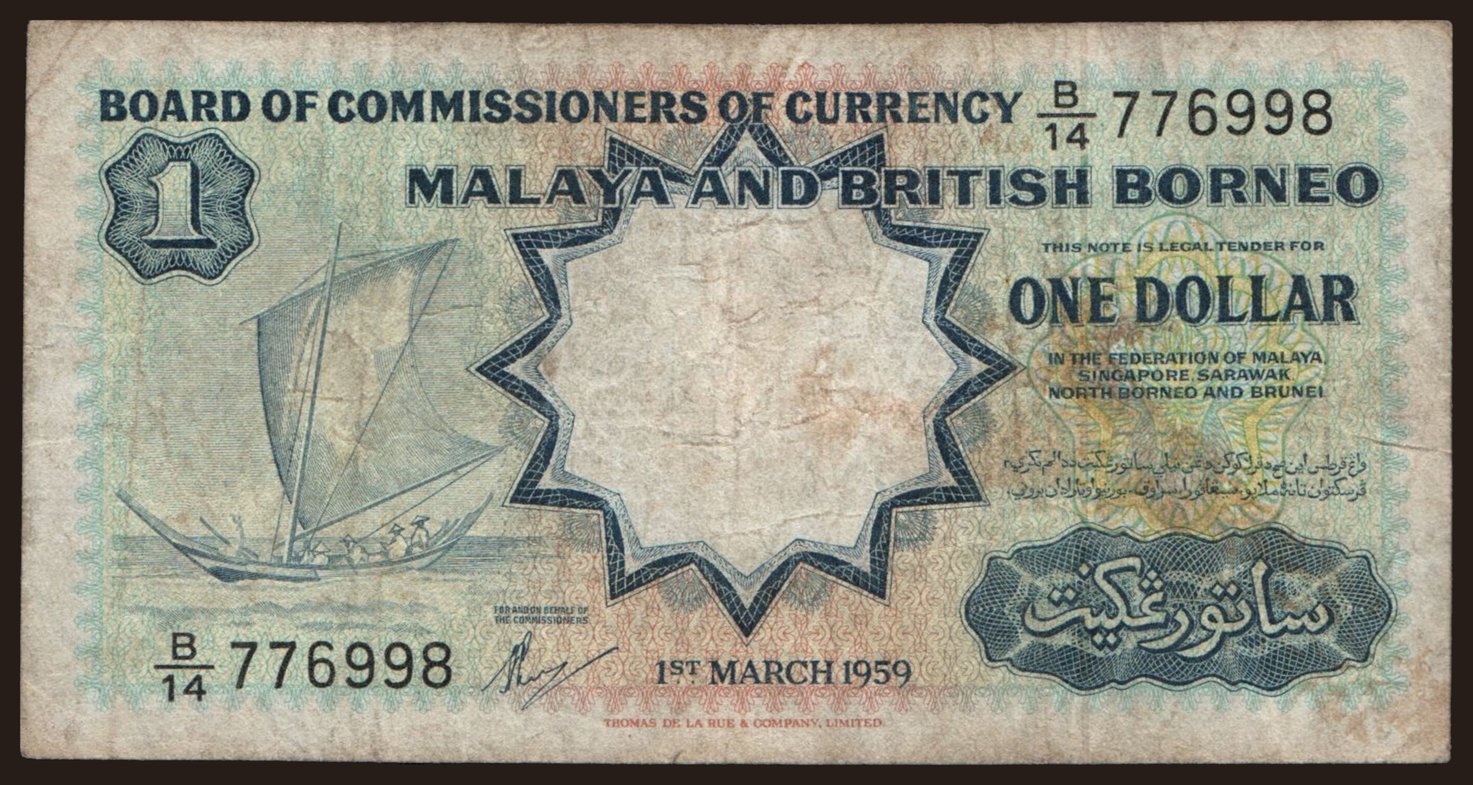 BOARD OF COMMISSIONERS OF CURRENCY B/14 776998
MALAYA AND BRITISH BORNEO
1
THIS NOTE IS LEGAL TENDER FOR
ONE DOLLAR
IN THE FEDERATION OF MALAYA,
SINGAPORE, SARAWAK,
NORTH BORNEO AND BRUNEI
ساتو رڠݢيت
FOR AND ON BEHALF OF
THE COMMISSIONERS
B/14 776998
1ST MARCH 1959
THOMAS DE LA RUE & COMPANY, LIMITED